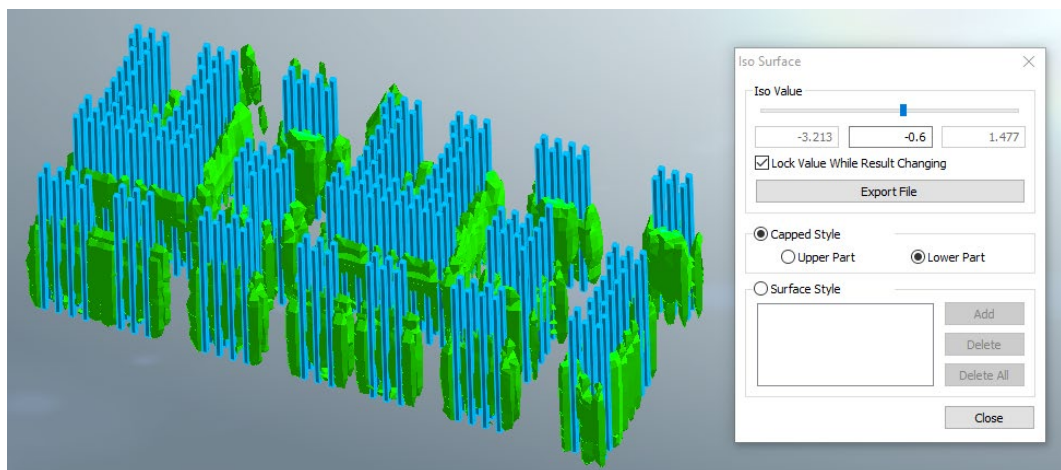 Iso Surface
Iso Value
-3.213 -0.6 1.477
Lock Value While Result Changing
Export File
Capped Style
Upper Part Lower Part
Surface Style
Add
Delete
Delete All
Close